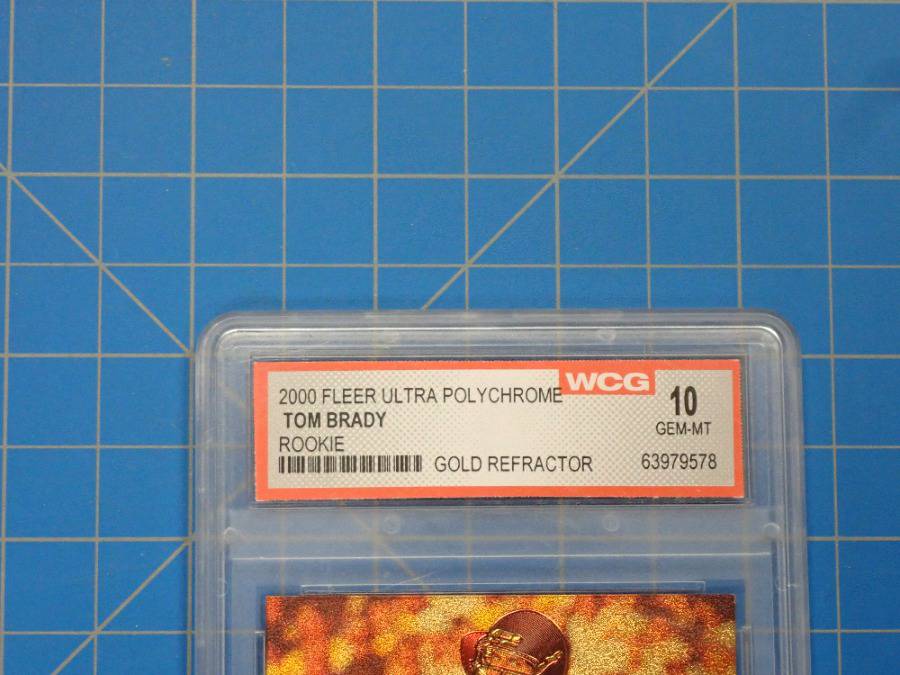 2000 FLEER ULTRA POLYCHROME
WCG
10
TOM BRADY
GEM-MT
ROOKIE
GOLD REFRACTOR
63979578